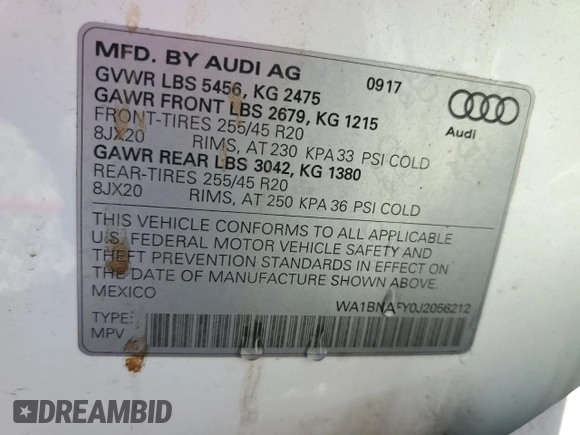 MFD. BY AUDI AG 09 17
GVWR LBS 5456, KG 2475
GAWR FRONT LBS 2679, KG 1215
FRONT-TIRES 255/45 R20
8JX20 RIMS, AT 230 KPA 33 PSI COLD
GAWR REAR LBS 3042, KG 1380
REAR-TIRES 255/45 R20
8JX20 RIMS, AT 250 KPA 36 PSI COLD
Audi
THIS VEHICLE CONFORMS TO ALL APPLICABLE
U.S. FEDERAL MOTOR VEHICLE SAFETY AND
THEFT PREVENTION STANDARDS IN EFFECT ON
THE DATE OF MANUFACTURE SHOWN ABOVE.
MEXICO
WA1BNAFY0J2056212
TYPE:
MPV
DREAMBID